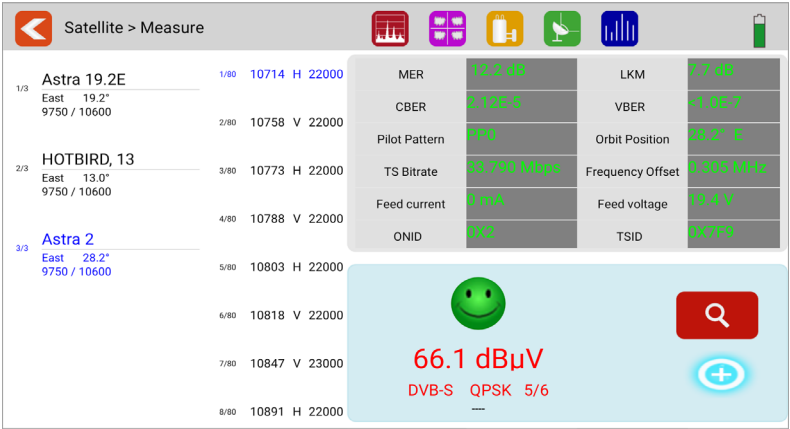 Satellite > Measure
1/3
Astra 19.2E
East 19.2°
9750 / 10600
2/3
HOTBIRD, 13
East 13.0°
9750 / 10600
3/3
Astra 2
East 28.2°
9750 / 10600
1/80 10714 H 22000
2/80 10758 V 22000
3/80 10773 H 22000
4/80 10788 V 22000
5/80 10803 H 22000
6/80 10818 V 22000
7/80 10847 V 23000
8/80 10891 H 22000
MER 12.2 dB LKM 7.7 dB
CBER 2.12E-5 VBER <1.0E-7
Pilot Pattern PP0 Orbit Position 28.2° E
TS Bitrate 33.790 Mbps Frequency Offset 0.305 MHz
Feed current 0 mA Feed voltage 19.4 V
ONID 0X2 TSID 0X7F9
66.1 dBµV
DVB-S QPSK 5/6
----